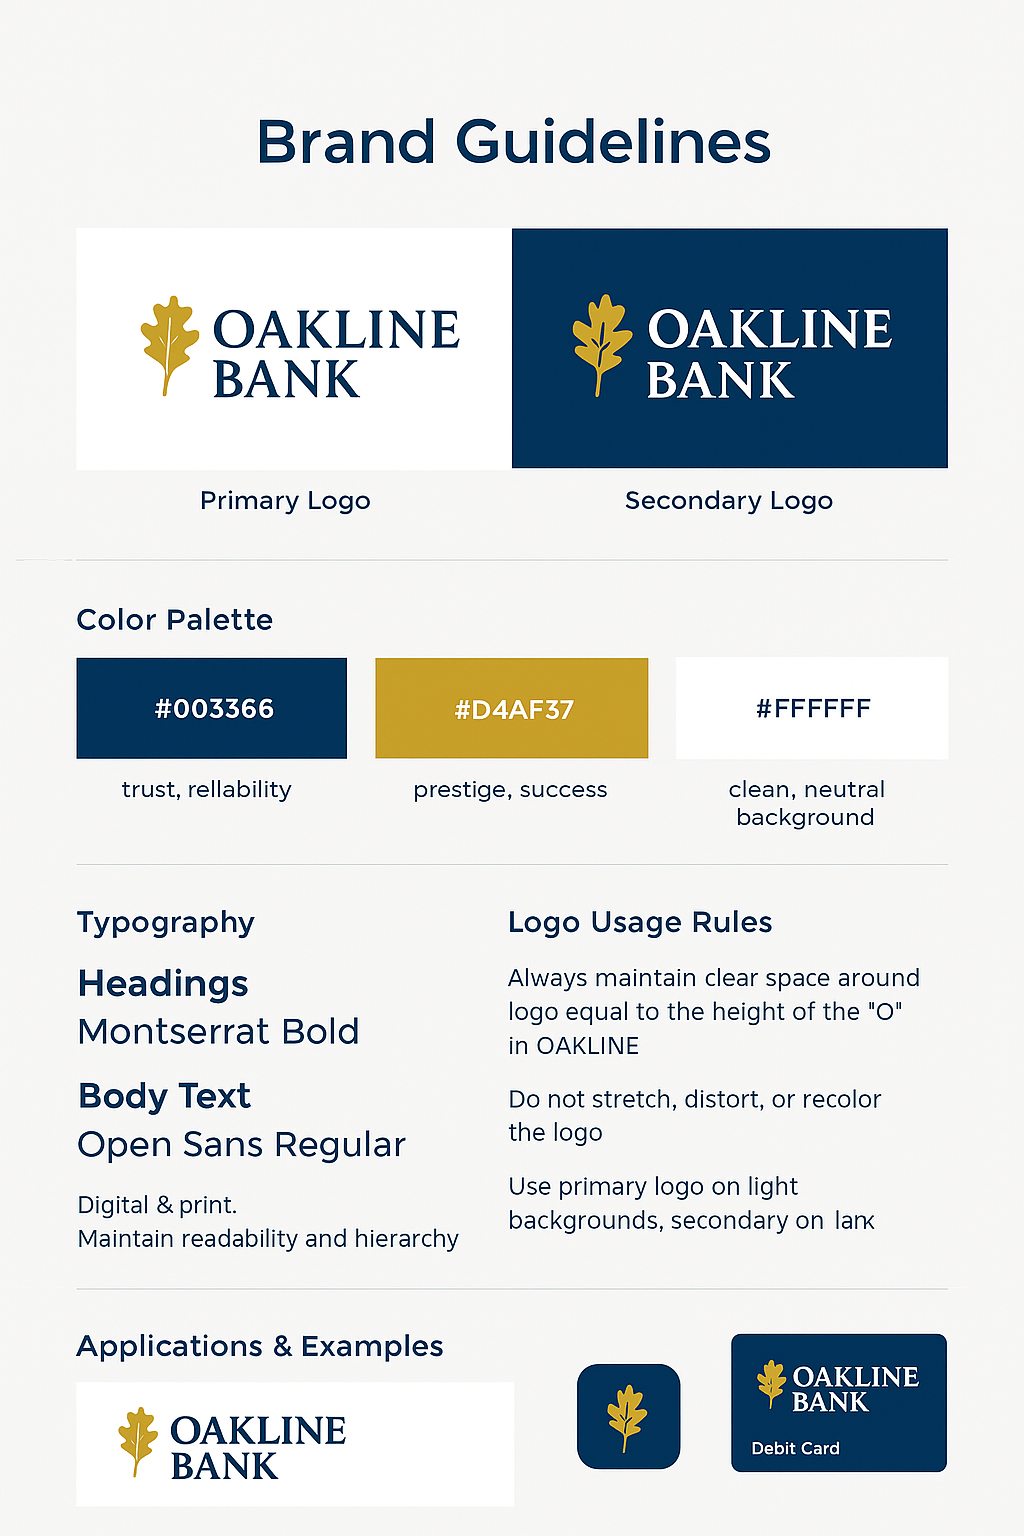 Brand Guidelines
OAKLINE
BANK
OAKLINE
BANK
Primary Logo
Secondary Logo
Color Palette
#003366
#D4AF37
#FFFFFF
trust, rellability
prestige, success
clean, neutral
background
Typography
Headings
Montserrat Bold
Body Text
Open Sans Regular
Digital & print.
Maintain readability and hierarchy
Logo Usage Rules
Always maintain clear space around
logo equal to the height of the "O"
in OAKLINE
Do not stretch, distort, or recolor
the logo
Use primary logo on light
backgrounds, secondary on
Applications & Examples
OAKLINE
BANK
OAKLINE
BANK
Debit Card